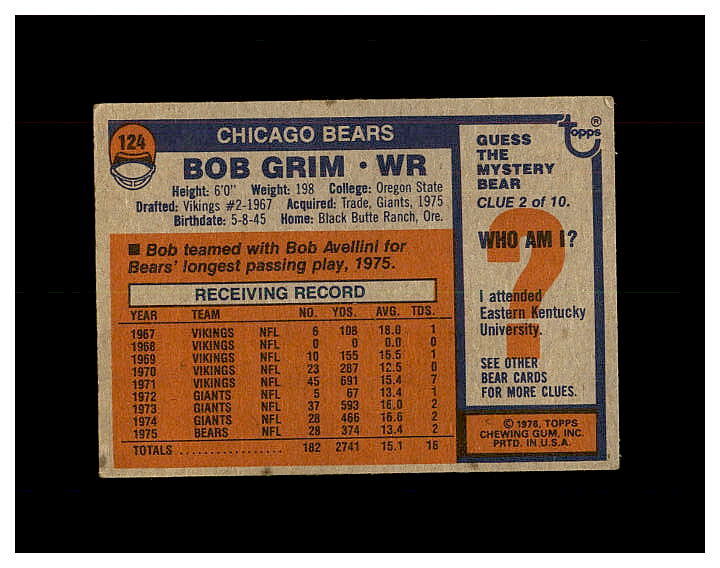 124
CHICAGO BEARS
BOB GRIM · WR
Height: 6'0" Weight: 198 College: Oregon State
Drafted: Vikings #2-1967 Acquired: Trade, Giants, 1975
Birthdate: 5-8-45 Home: Black Butte Ranch, Ore.
■ Bob teamed with Bob Avellini for
Bears' longest passing play, 1975.
RECEIVING RECORD
YEAR TEAM NO. YDS. AVG. TDS.
1967 VIKINGS NFL 6 108 18.0 1
1968 VIKINGS NFL 0 0 0.0 0
1969 VIKINGS NFL 10 155 15.5 1
1970 VIKINGS NFL 23 287 12.5 0
1971 VIKINGS NFL 45 691 15.4 7
1972 GIANTS NFL 5 67 13.4 1
1973 GIANTS NFL 37 593 16.0 2
1974 GIANTS NFL 28 466 16.6 2
1975 BEARS NFL 28 374 13.4 2
TOTALS .................. 182 2741 15.1 16
topps ®
GUESS
THE
MYSTERY
BEAR
CLUE 2 of 10.
?
WHO AM I?
I attended
Eastern Kentucky
University.
SEE OTHER
BEAR CARDS
FOR MORE CLUES.
© 1976, TOPPS
CHEWING GUM, INC.
PRTD. IN U.S.A.